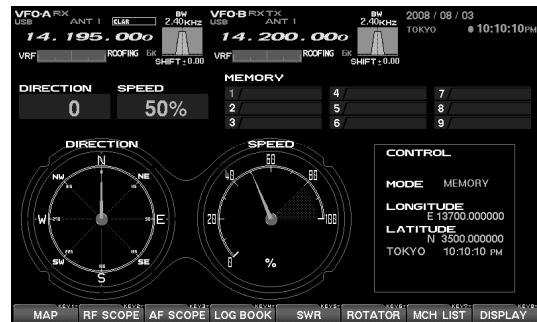 VFO-A RX
USB ANT 1 CLAR
BW
2.40KHZ
14.195.000
VRF
ROOFING 6K
SHIFT±0.00
VFO-B RX TX
USB ANT 1
BW
2.40KHZ
14.200.000
VRF
ROOFING 6K
SHIFT±0.00
2008 / 08 / 03
TOKYO 10:10:10PM
DIRECTION SPEED
0 50%
MEMORY
1 4 7
2 5 8
3 6 9
DIRECTION
N
NW NE
W E
SW SE
S
SPEED
0 20 40 60 80 100
%
CONTROL
MODE MEMORY
LONGITUDE
E 13700.000000
LATITUDE
N 3500.000000
TOKYO 10:10:10 PM
MAP RF SCOPE AF SCOPE LOG BOOK SWR ROTATOR MCH LIST DISPLAY